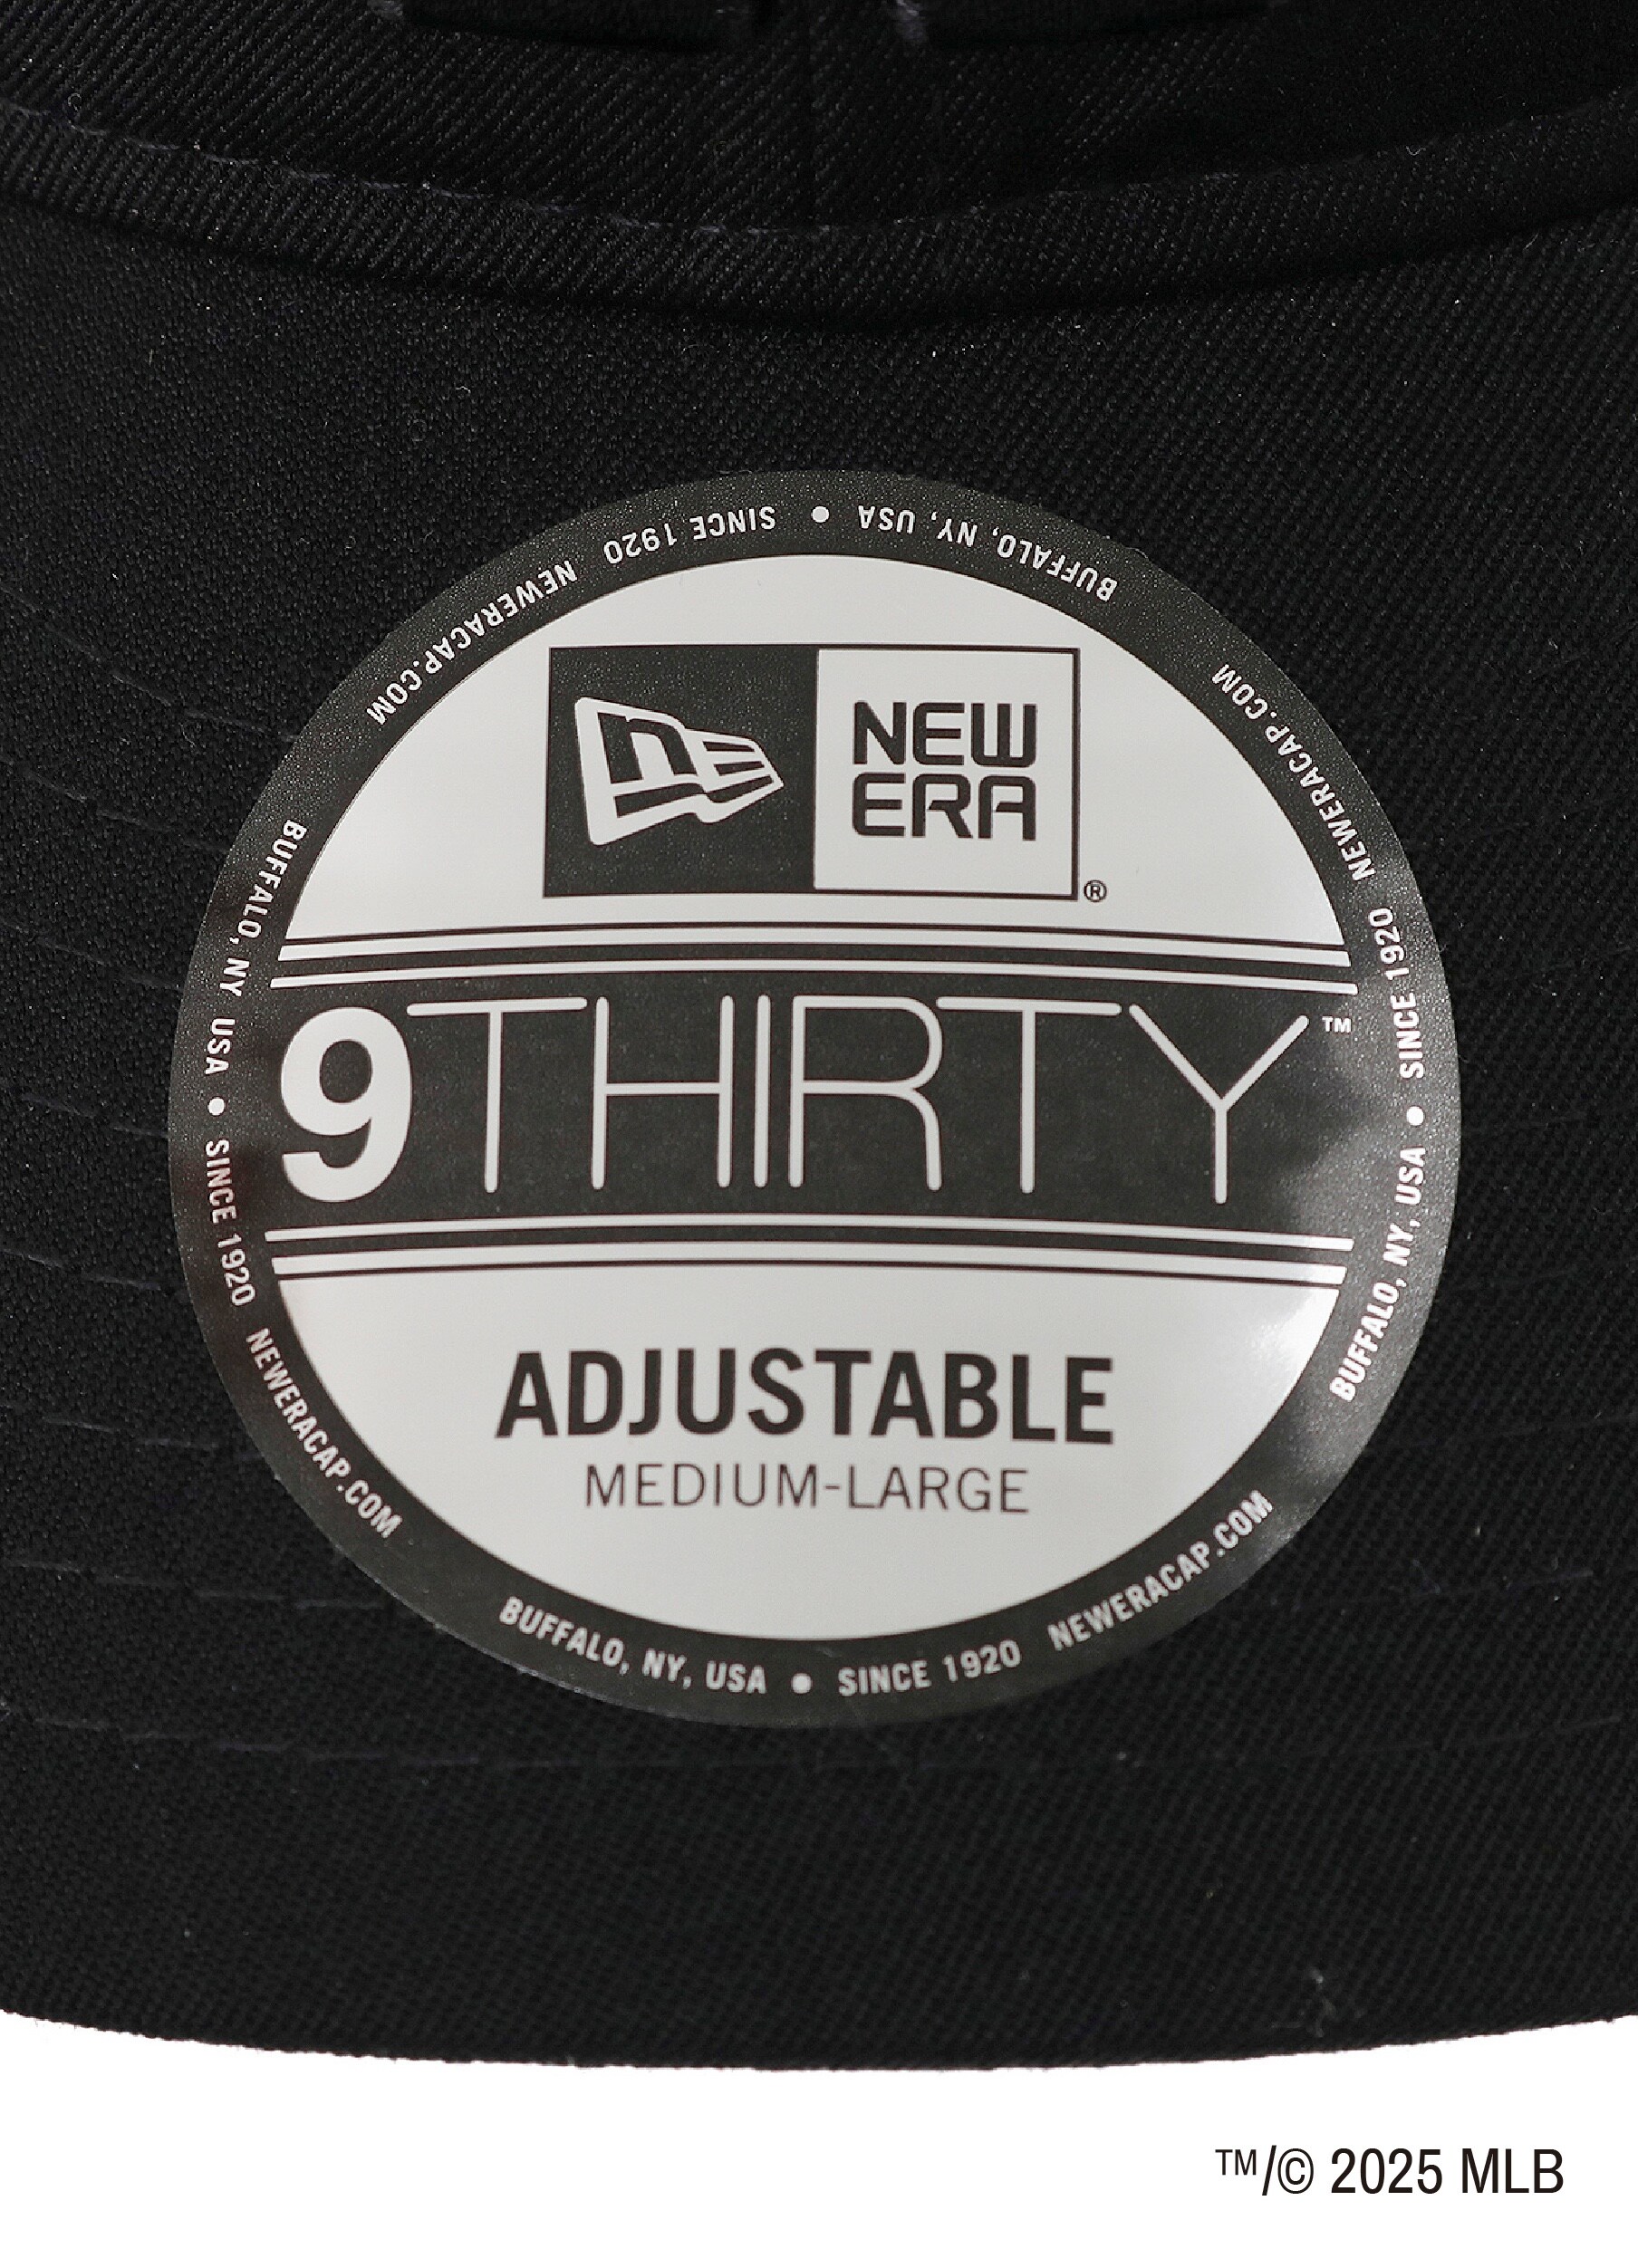 BUFFALO, NY, USA • SINCE 1920 NEWERACAP.COM
NEW
ERA
®
9THIRTY™
ADJUSTABLE
MEDIUM-LARGE
BUFFALO, NY USA • SINCE 1920 NEWERACAP.COM
BUFFALO, NY, USA • SINCE 1920 NEWERACAP.COM
BUFFALO, NY, USA • SINCE 1920 NEWERACAP.COM
™/© 2025 MLB